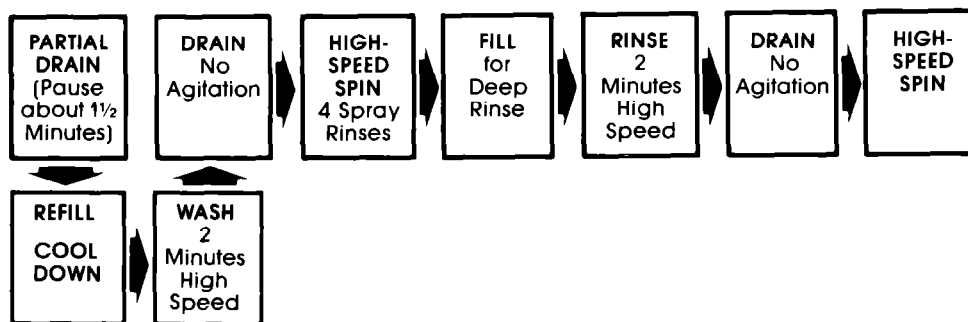 PARTIAL
DRAIN
(Pause
about 1½
Minutes)
REFILL
COOL
DOWN
WASH
2
Minutes
High
Speed
DRAIN
No
Agitation
HIGH-
SPEED
SPIN
4 Spray
Rinses
FILL
for
Deep
Rinse
RINSE
2
Minutes
High
Speed
DRAIN
No
Agitation
HIGH-
SPEED
SPIN